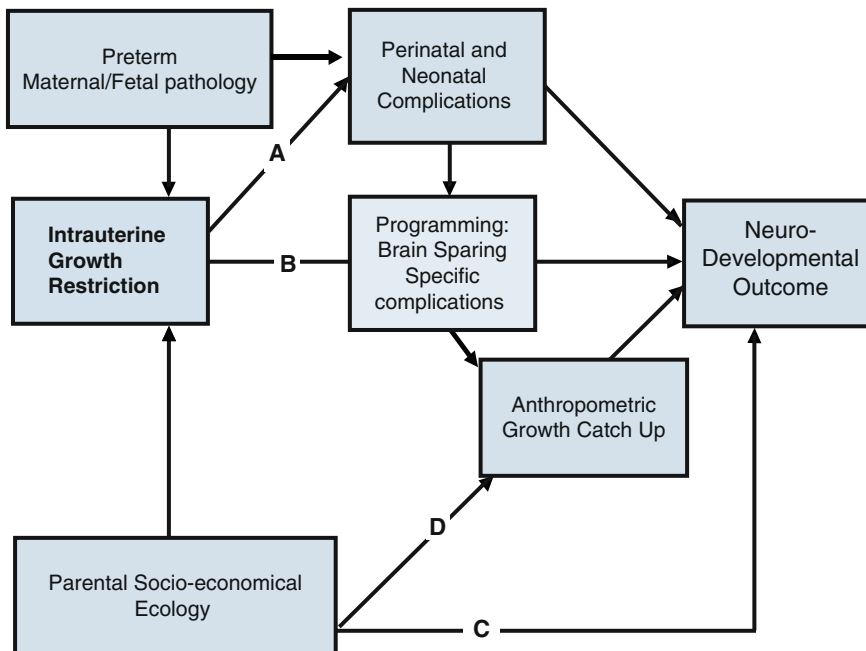 Preterm
Maternal/Fetal pathology
Perinatal and
Neonatal
Complications
A
Intrauterine
Growth
Restriction
B
Programming:
Brain Sparing
Specific
complications
Neuro-
Developmental
Outcome
Anthropometric
Growth Catch Up
D
Parental Socio-economical
Ecology
C